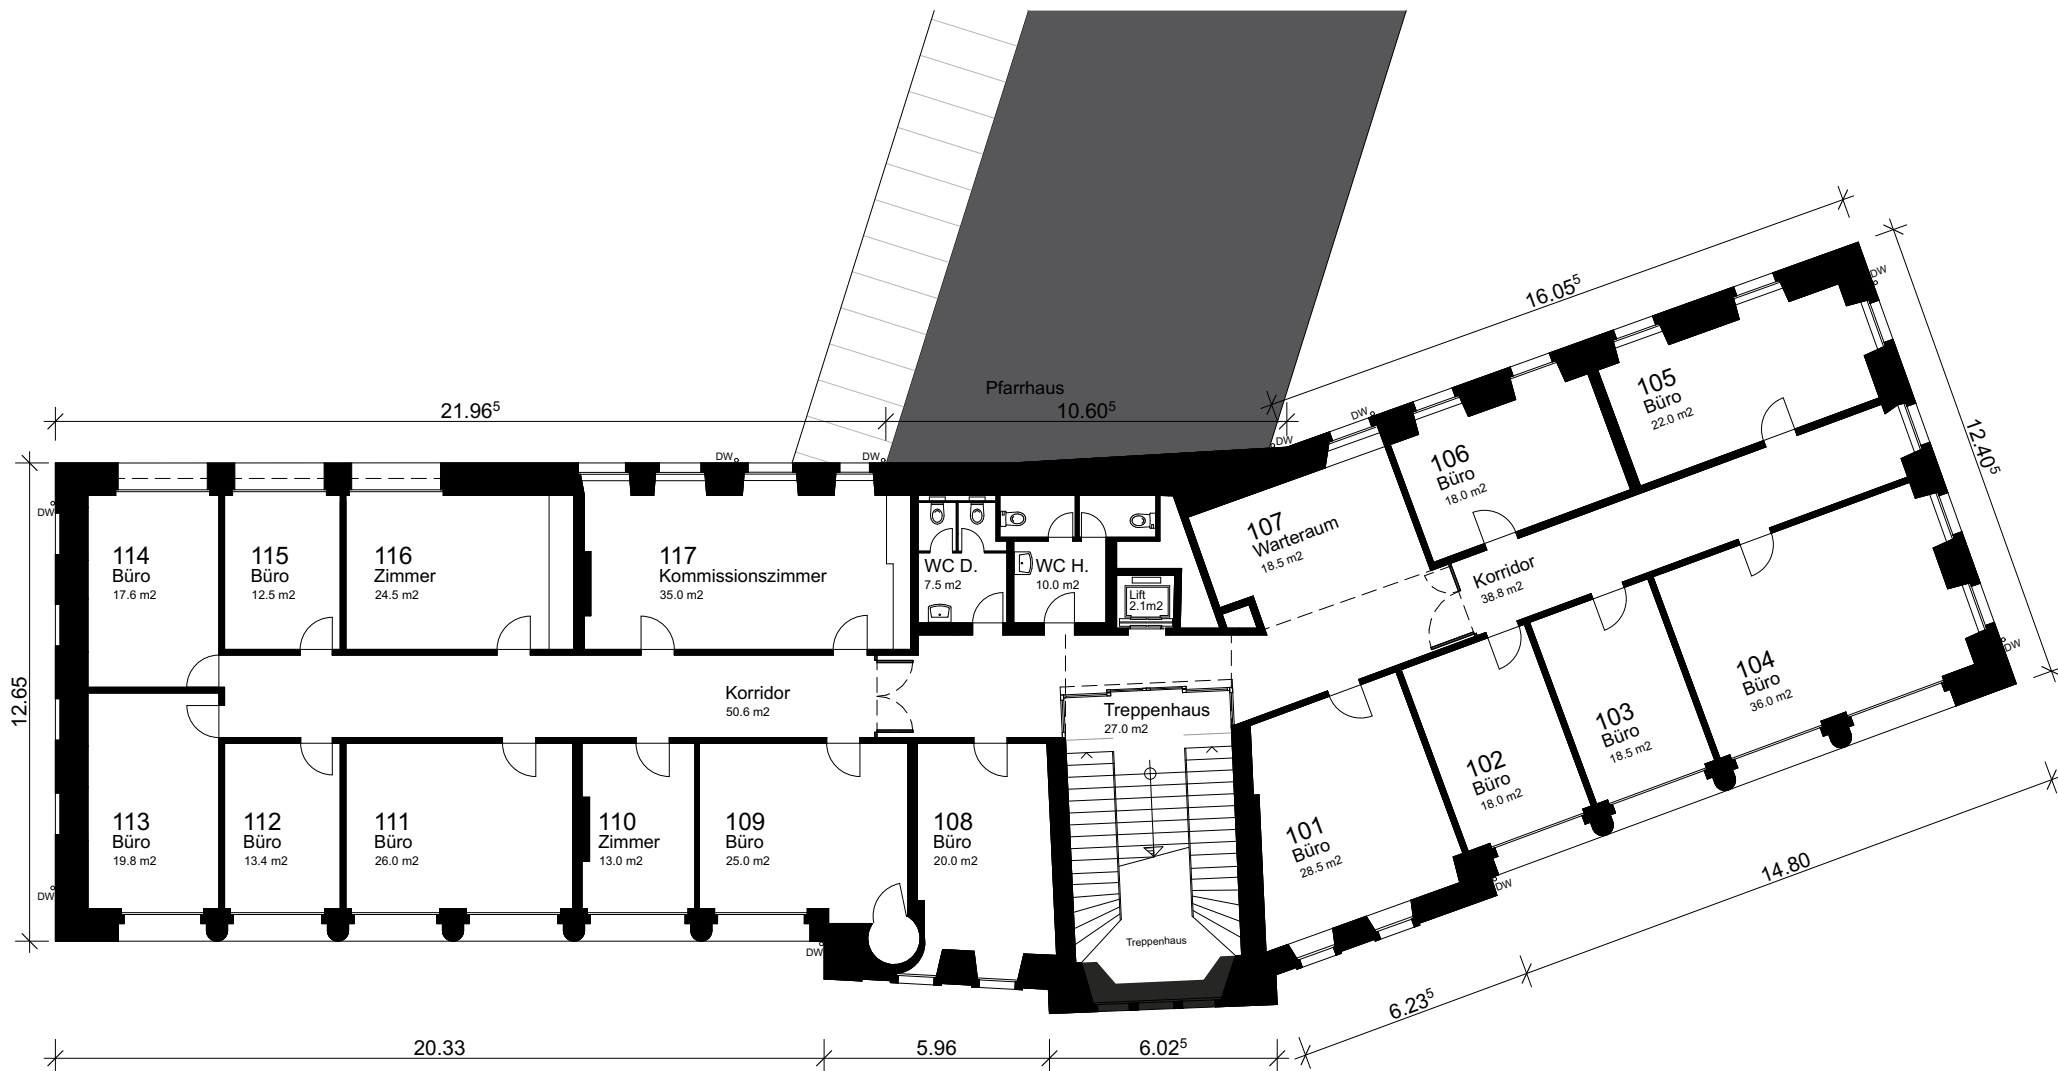 Pfarrhaus
21.96⁵
10.60⁵
16.05⁵
12.40⁵
DW
DW
DW
DW
DW
DW
105
Büro
22.0 m2
106
Büro
18.0 m2
107
Warteraum
18.5 m2
114
Büro
17.6 m2
115
Büro
12.5 m2
116
Zimmer
24.5 m2
117
Kommissionszimmer
35.0 m2
WC D.
7.5 m2
WC H.
10.0 m2
Lift
2.1m2
Korridor
38.8 m2
DW
104
Büro
36.0 m2
12.65
Korridor
50.6 m2
Treppenhaus
27.0 m2
103
Büro
18.5 m2
102
Büro
18.0 m2
101
Büro
28.5 m2
113
Büro
19.8 m2
112
Büro
13.4 m2
111
Büro
26.0 m2
110
Zimmer
13.0 m2
109
Büro
25.0 m2
108
Büro
20.0 m2
DW
DW
DW
Treppenhaus
14.80
6.23⁵
20.33
5.96
6.02⁵